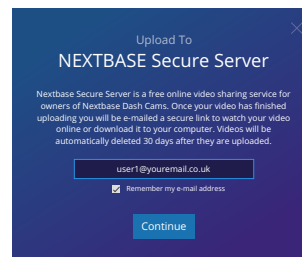 Upload To
NEXTBASE Secure Server
Nextbase Secure Server is a free online video sharing service for
owners of Nextbase Dash Cams. Once your video has finished
uploading you will be e-mailed a secure link to watch your video
online or download it to your computer. Videos will be
automatically deleted 30 days after they are uploaded.
user1@youremail.co.uk
Remember my e-mail address
Continue